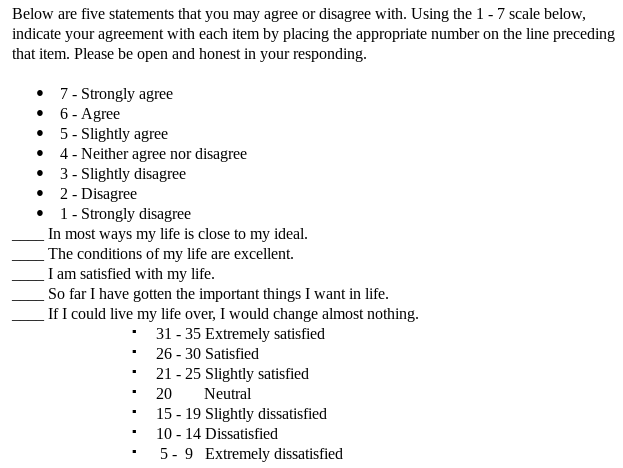 Below are five statements that you may agree or disagree with. Using the 1 - 7 scale below,
indicate your agreement with each item by placing the appropriate number on the line preceding
that item. Please be open and honest in your responding.
• 7 - Strongly agree
• 6 - Agree
• 5 - Slightly agree
• 4 - Neither agree nor disagree
• 3 - Slightly disagree
• 2 - Disagree
• 1 - Strongly disagree
____ In most ways my life is close to my ideal.
____ The conditions of my life are excellent.
____ I am satisfied with my life.
____ So far I have gotten the important things I want in life.
____ If I could live my life over, I would change almost nothing.
▪ 31 - 35 Extremely satisfied
▪ 26 - 30 Satisfied
▪ 21 - 25 Slightly satisfied
▪ 20 Neutral
▪ 15 - 19 Slightly dissatisfied
▪ 10 - 14 Dissatisfied
▪ 5 - 9 Extremely dissatisfied